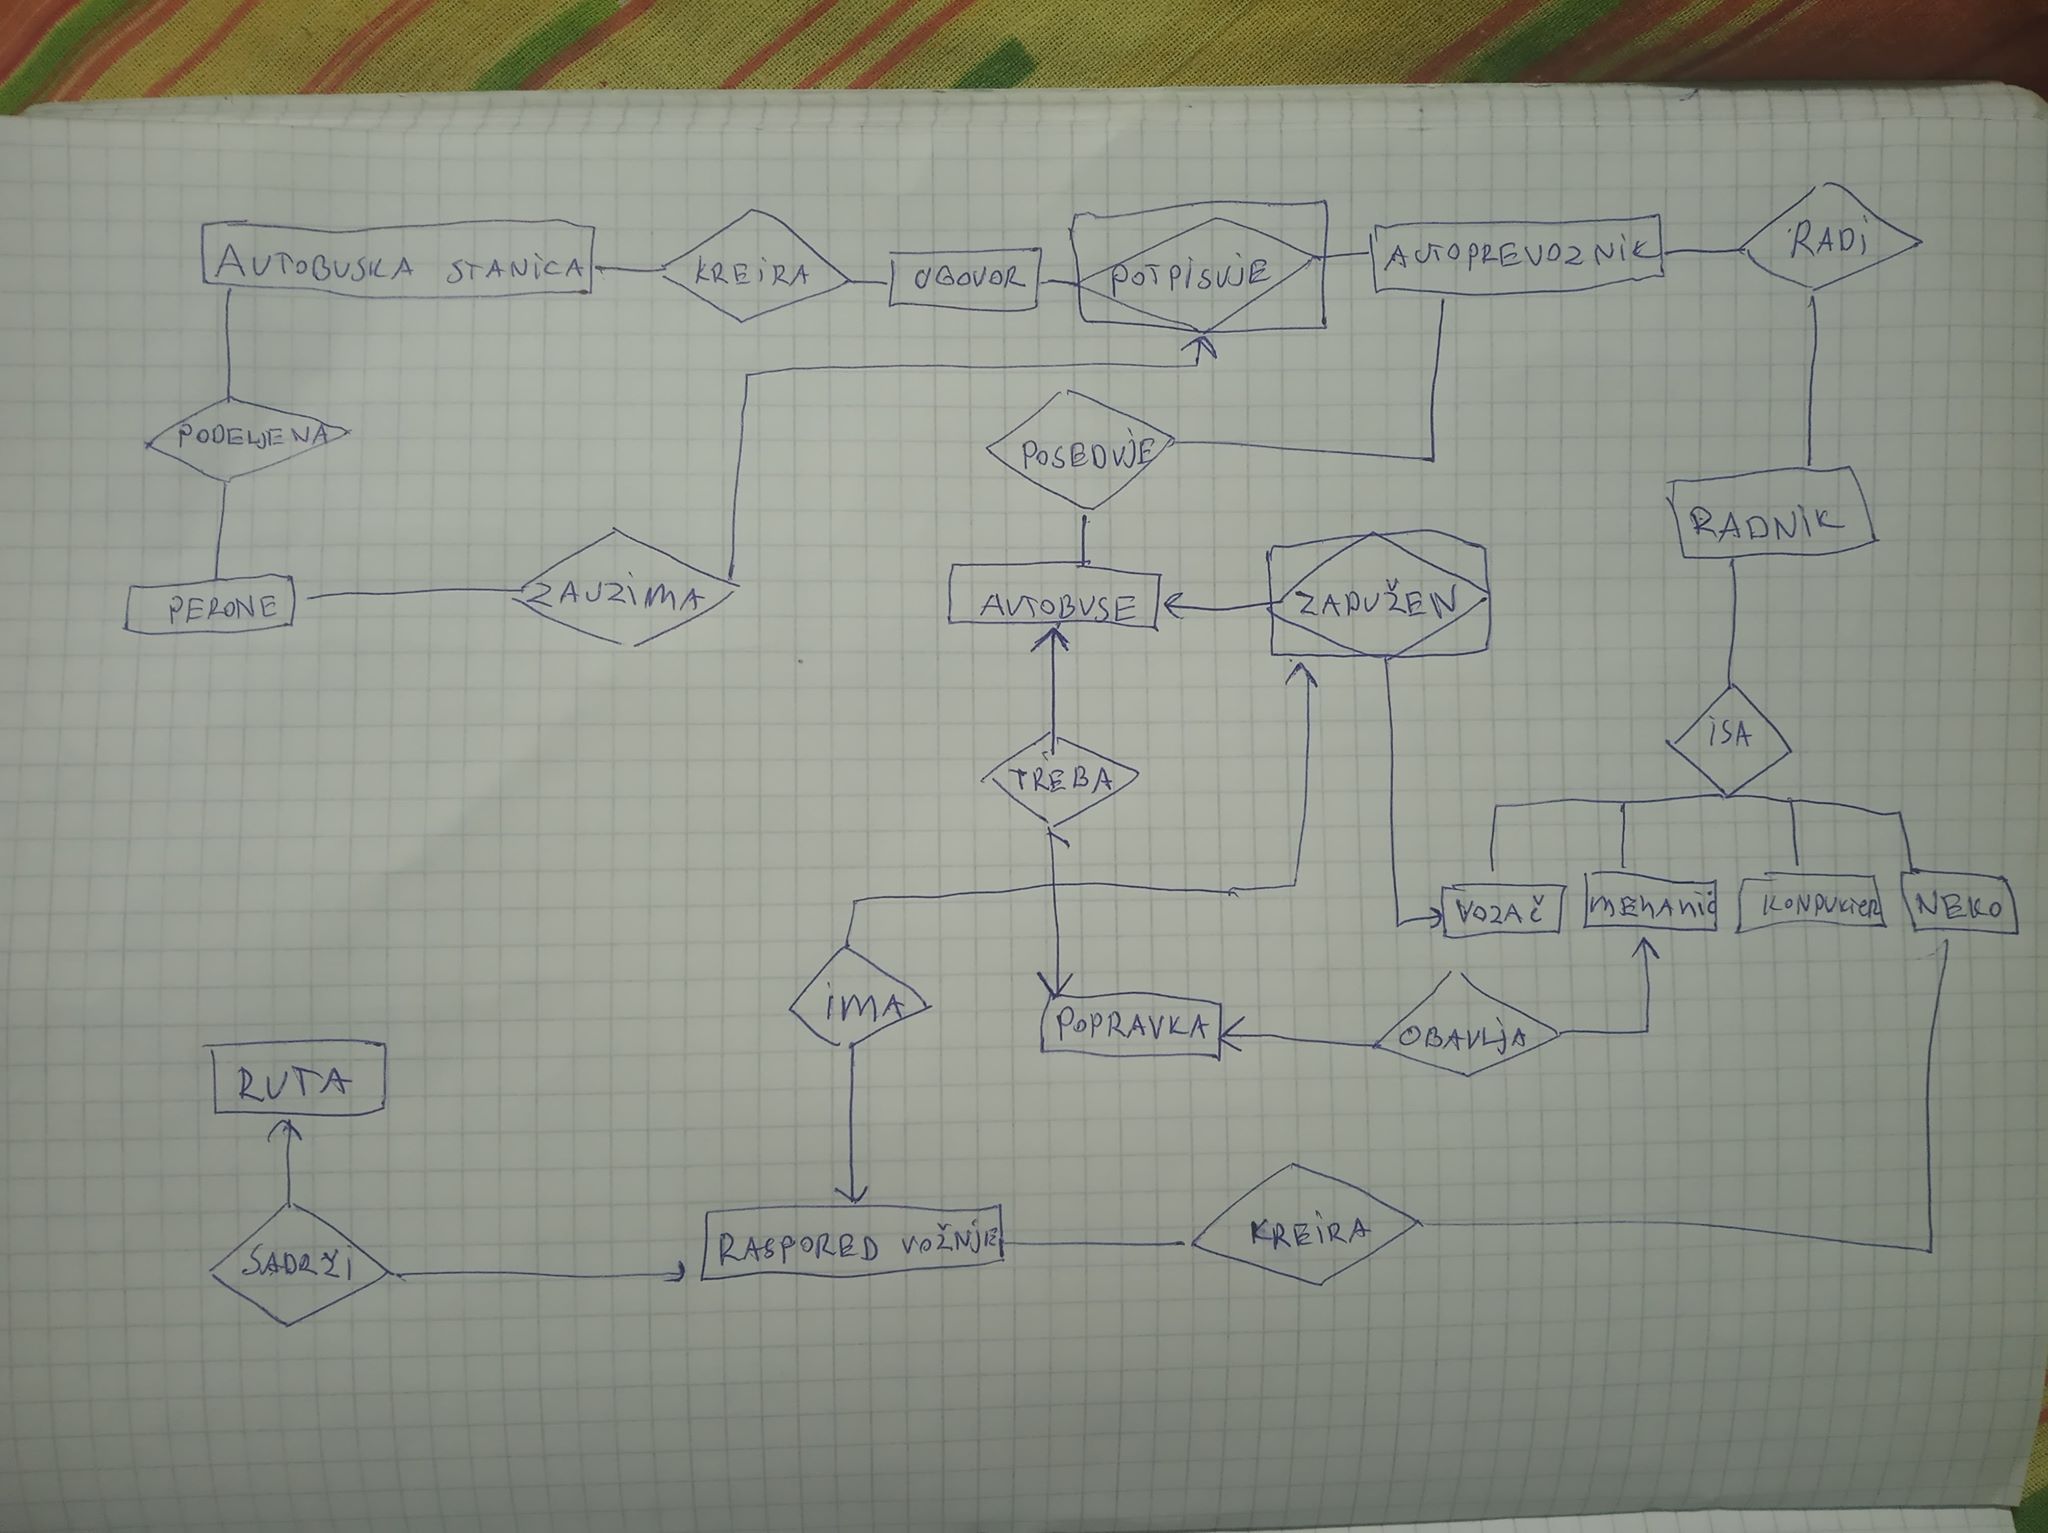 AUTOBUSKA STANICA
KREIRA
UGOVOR
POTPISUJE
AUTOPREVOZNIK
RADI
PODELJENA
POSEDUJE
RADNIK
PERONE
ZAUZIMA
AUTOBUSE
ZADUŽEN
ISA
TREBA
VOZAČ
MEHANIČ
KONDUKTER
NEKO
IMA
POPRAVKA
OBAVLJA
RUTA
SADRŽI
RASPORED VOŽNJE
KREIRA